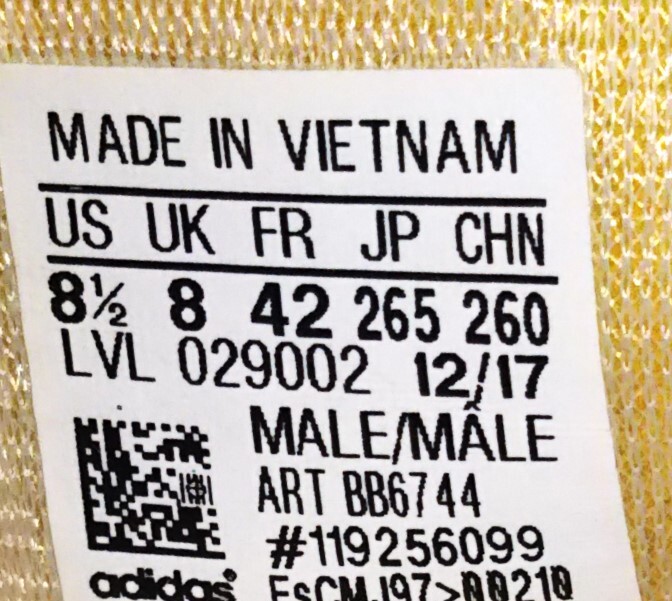 MADE IN VIETNAM
US UK FR JP CHN
8½ 8 42 265 260
LVL 029002 12/17
MALE/MÂLE
ART BB6744
#119256099
adidas®